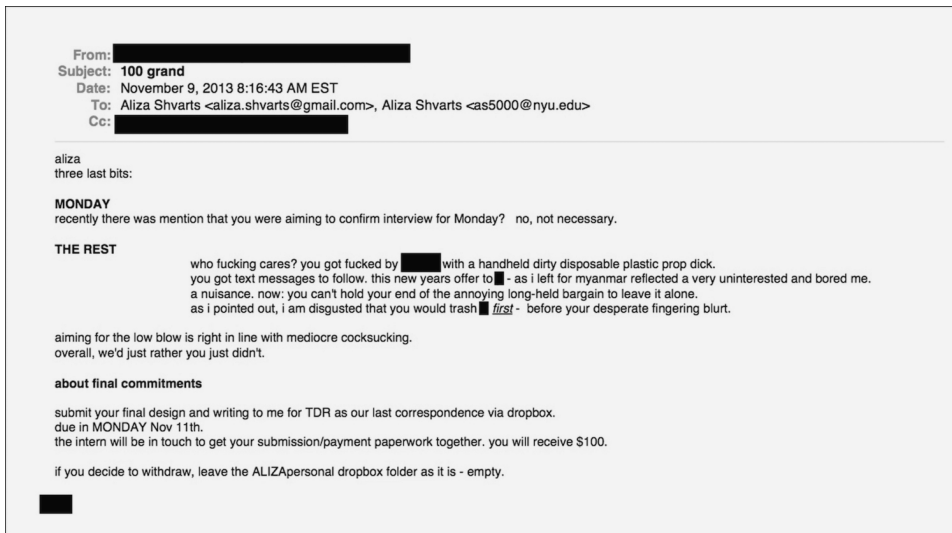 From:
Subject: 100 grand
Date: November 9, 2013 8:16:43 AM EST
To: Aliza Shvarts <aliza.shvarts@gmail.com>, Aliza Shvarts <as5000@nyu.edu>
Cc:
aliza
three last bits:
MONDAY
recently there was mention that you were aiming to confirm interview for Monday? no, not necessary.
THE REST
who fucking cares? you got fucked by with a handheld dirty disposable plastic prop dick.
you got text messages to follow. this new years offer to - as i left for myanmar reflected a very uninterested and bored me.
a nuisance. now: you can't hold your end of the annoying long-held bargain to leave it alone.
as i pointed out, i am disgusted that you would trash first - before your desperate fingering blurt.
aiming for the low blow is right in line with mediocre cocksucking.
overall, we'd just rather you just didn't.
about final commitments
submit your final design and writing to me for TDR as our last correspondence via dropbox.
due in MONDAY Nov 11th.
the intern will be in touch to get your submission/payment paperwork together. you will receive $100.
if you decide to withdraw, leave the ALIZApersonal dropbox folder as it is - empty.